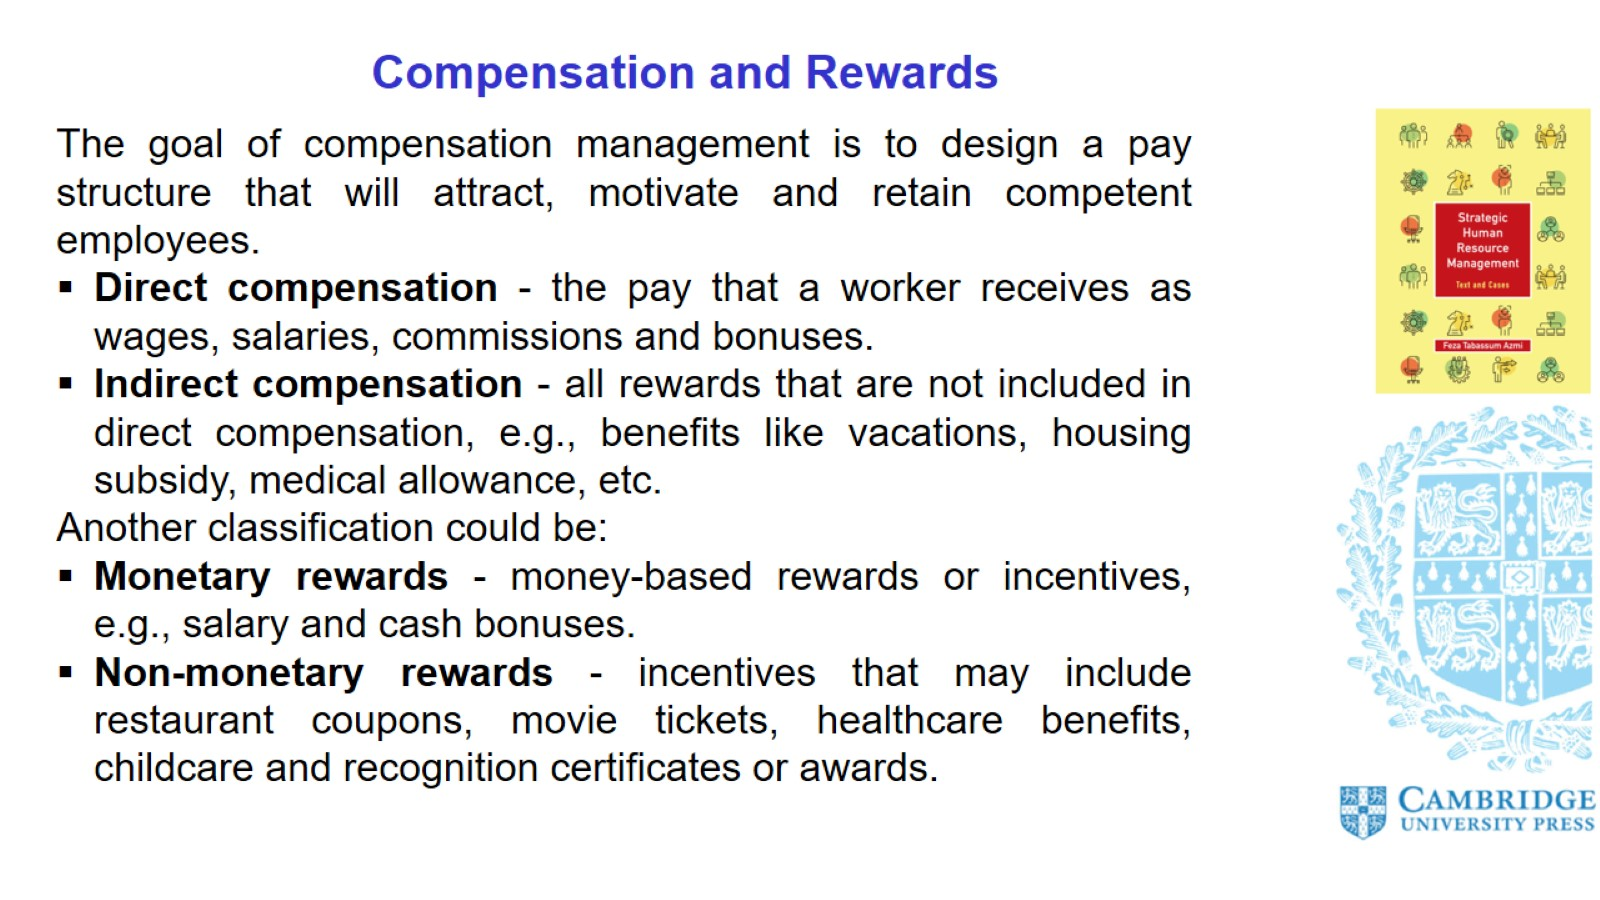 Compensation and Rewards
The goal of compensation management is to design a pay
structure that will attract, motivate and retain competent
employees.
▪ Direct compensation - the pay that a worker receives as
wages, salaries, commissions and bonuses.
▪ Indirect compensation - all rewards that are not included in
direct compensation, e.g., benefits like vacations, housing
subsidy, medical allowance, etc.
Another classification could be:
▪ Monetary rewards - money-based rewards or incentives,
e.g., salary and cash bonuses.
▪ Non-monetary rewards - incentives that may include
restaurant coupons, movie tickets, healthcare benefits,
childcare and recognition certificates or awards.
Strategic
Human
Resource
Management
Text and Cases
Feza Tabassum Azmi
CAMBRIDGE
UNIVERSITY PRESS